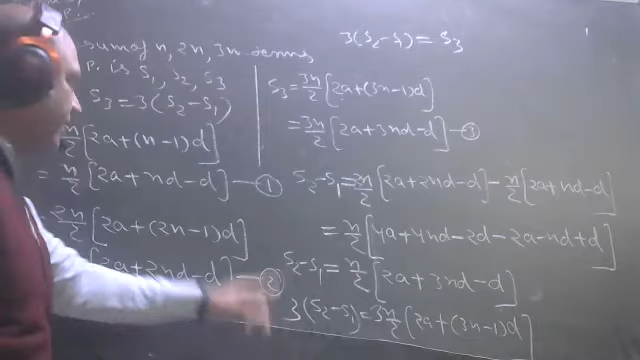 sum of n, 2n, 3n terms
P. is S₁, S₂, S₃
S₃ = 3(S₂ - S₁)
n/2 [2a + (n - 1)d]
= n/2 [2a + nd - d] — ①
2n/2 [2a + (2n - 1)d]
[2a + 2nd - d] — ②
3(S₂ - S₁) = S₃
S₃ = 3n/2 [2a + (3n - 1)d]
= 3n/2 [2a + 3nd - d] — ③
S₂ - S₁ = 2n/2 [2a + 2nd - d] - n/2 [2a + nd - d]
= n/2 [4a + 4nd - 2d - 2a - nd + d]
S₂ - S₁ = n/2 [2a + 3nd - d]
3(S₂ - S₁) = 3n/2 [2a + (3n - 1)d]